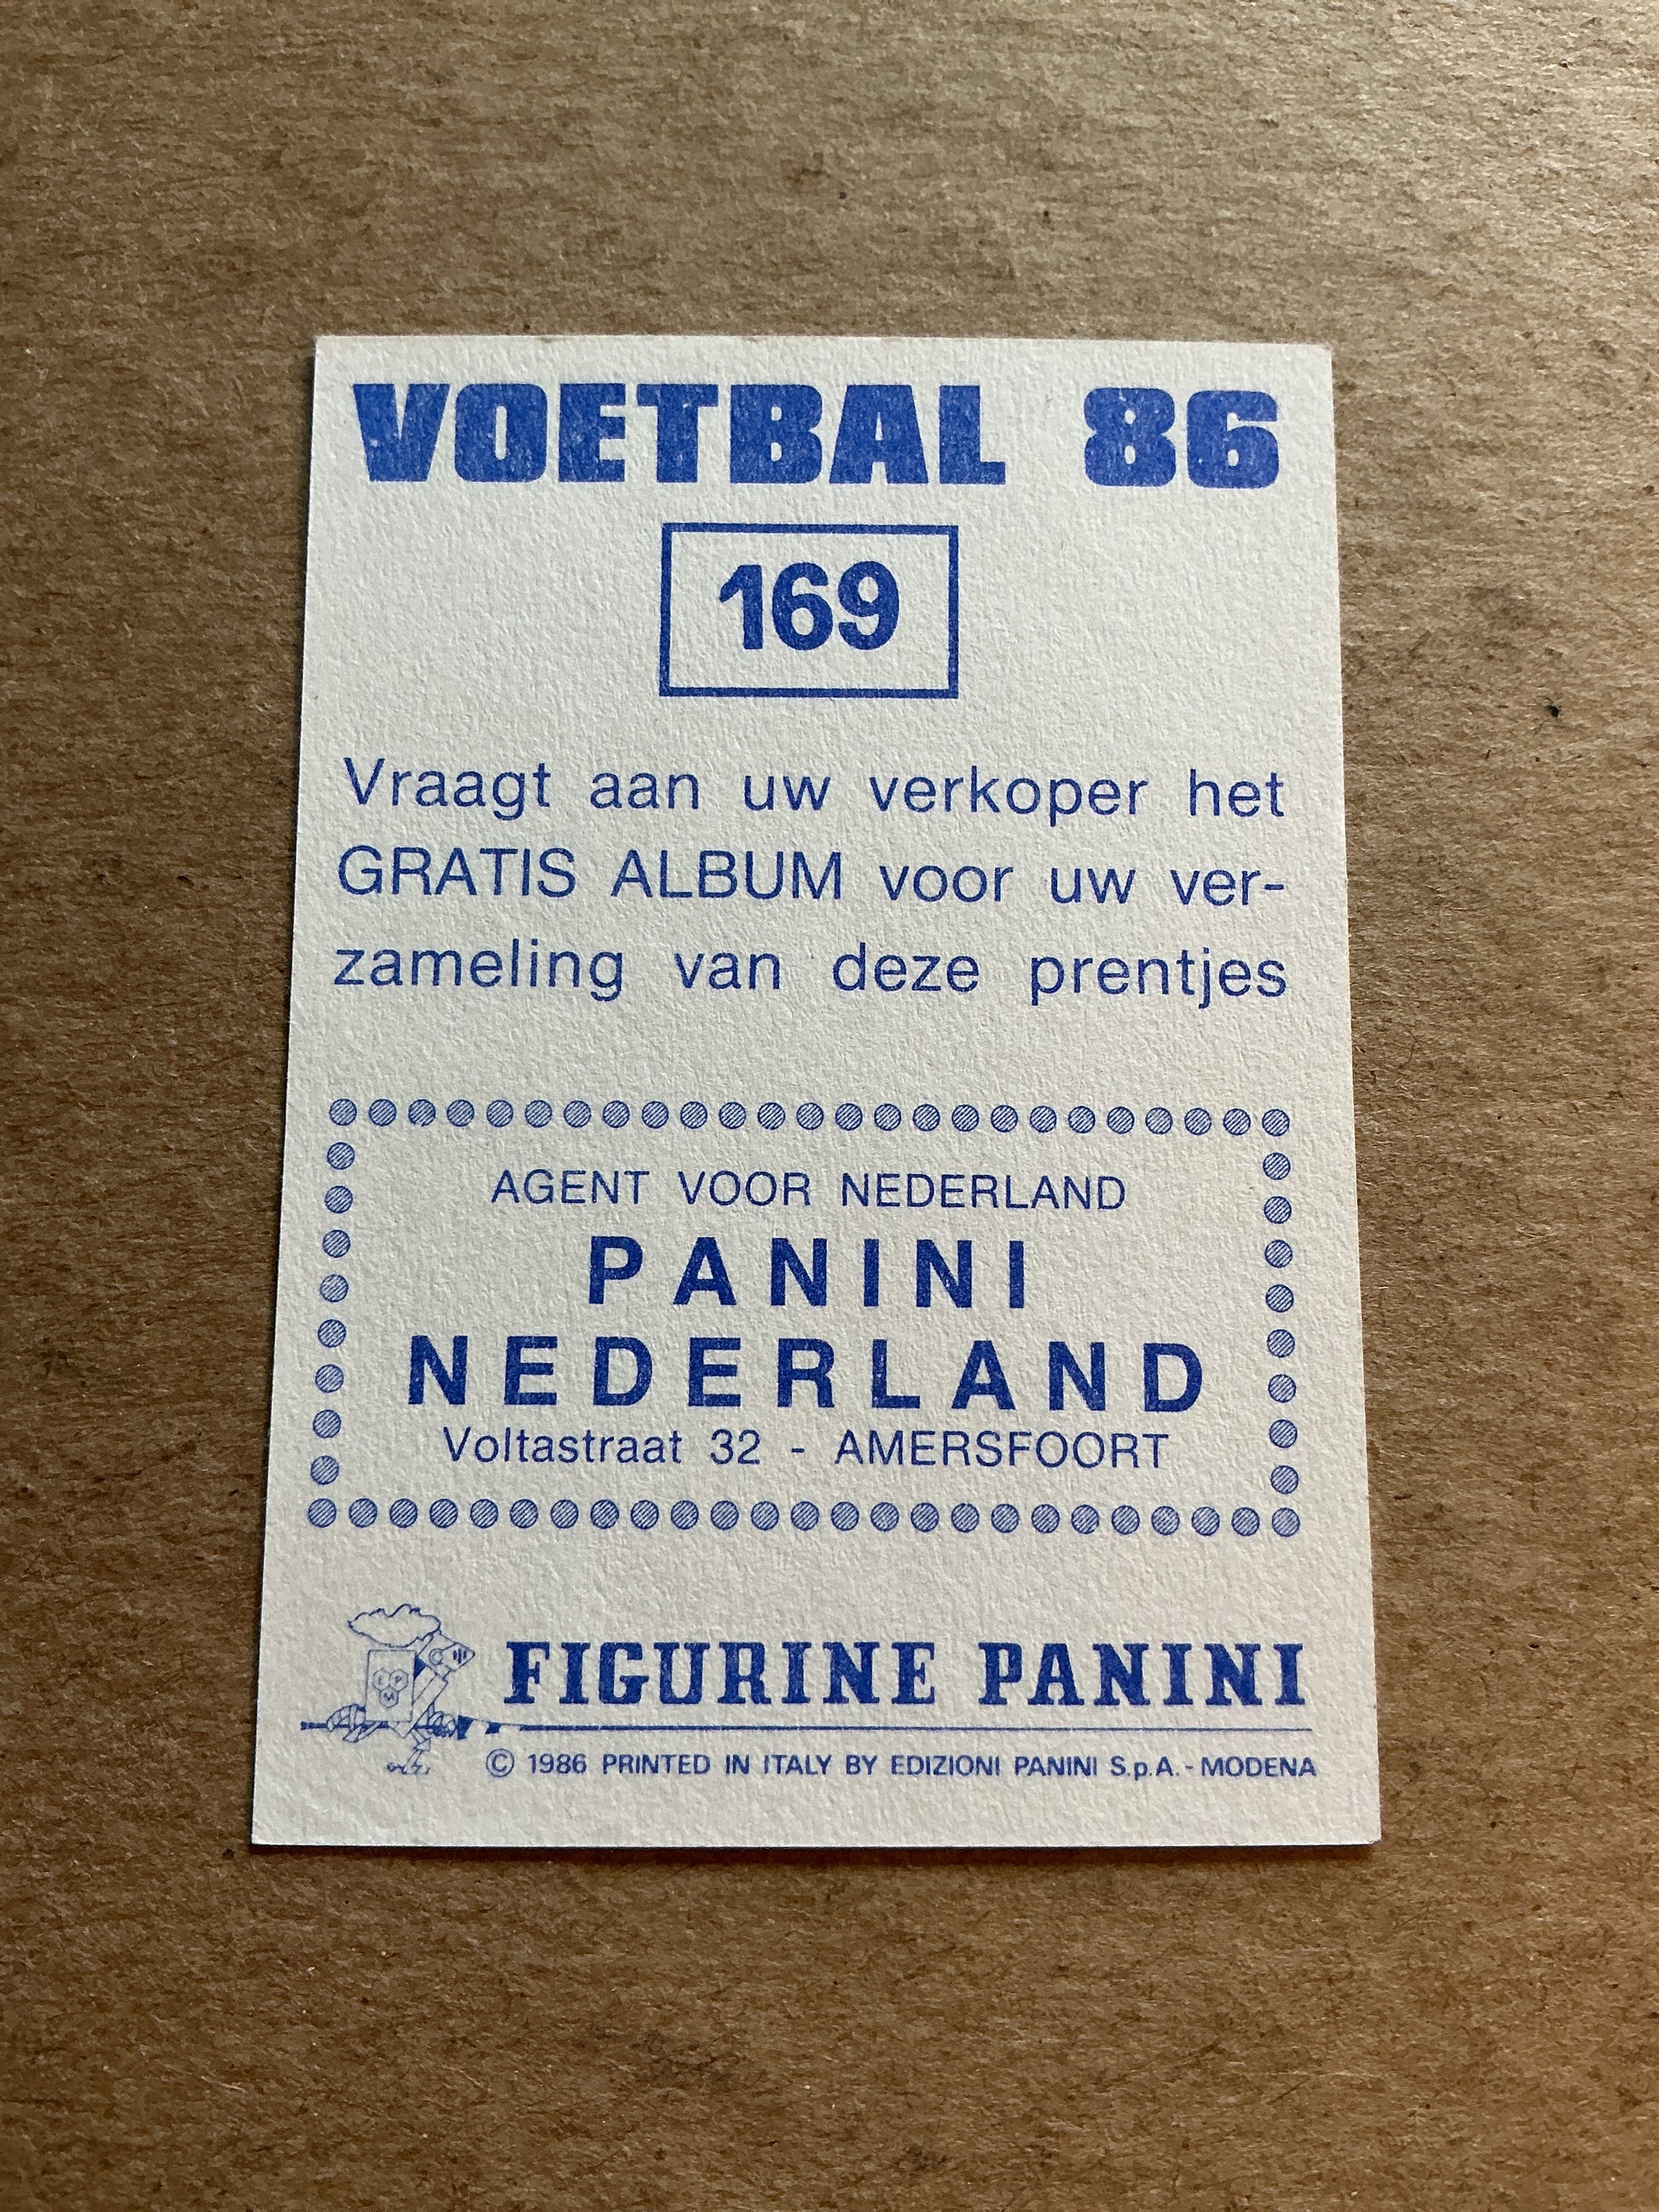 VOETBAL 86
169
Vraagt aan uw verkoper het
GRATIS ALBUM voor uw ver-
zameling van deze prentjes
AGENT VOOR NEDERLAND
PANINI
NEDERLAND
Voltastraat 32 - AMERSFOORT
FIGURINE PANINI
© 1986 PRINTED IN ITALY BY EDIZIONI PANINI S.p.A. - MODENA